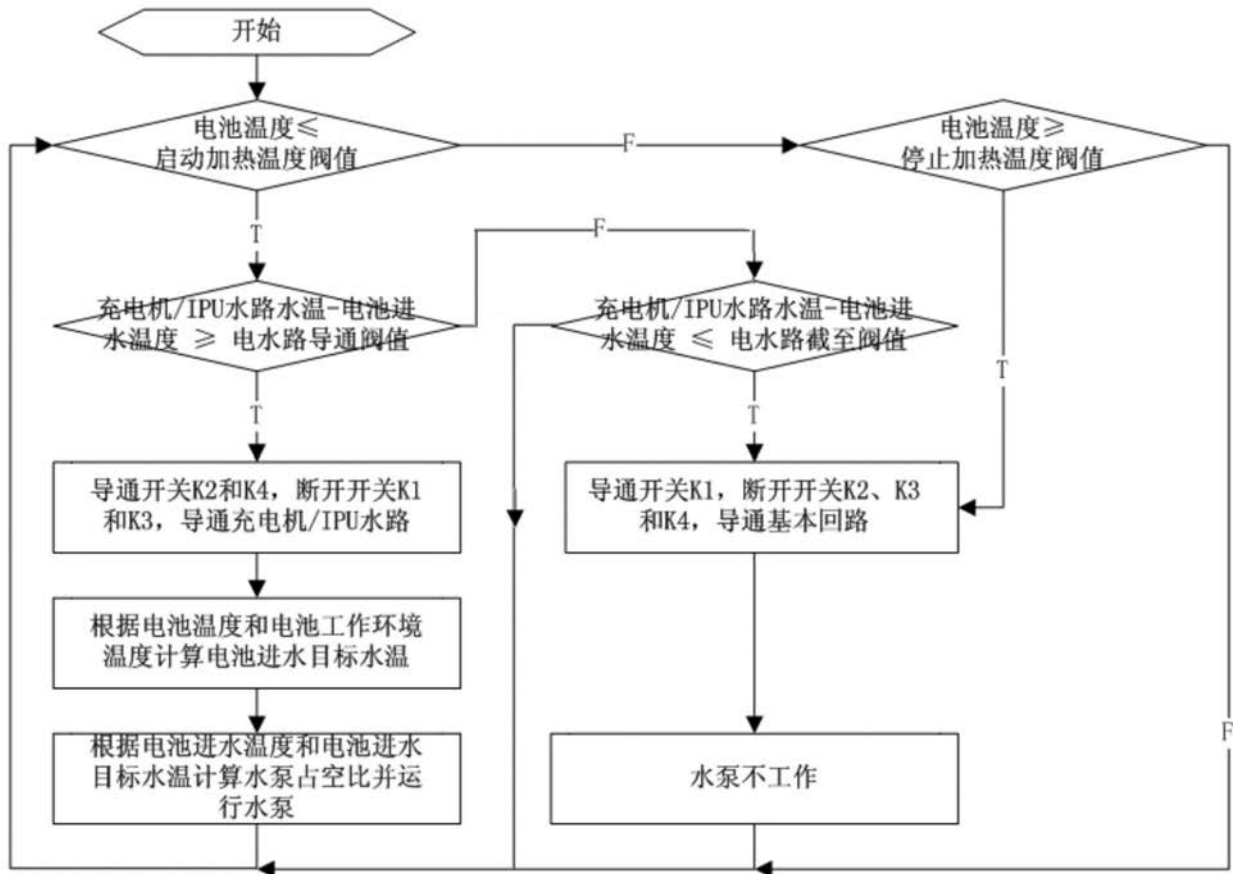 开始
电池温度≤
启动加热温度阀值
F
电池温度≥
停止加热温度阀值
T
F
充电机/IPU水路水温-电池进
水温度 ≥ 电水路导通阀值
充电机/IPU水路水温-电池进
水温度 ≤ 电水路截至阀值
T
T
T
导通开关K2和K4，断开开关K1
和K3，导通充电机/IPU水路
导通开关K1，断开开关K2、K3
和K4，导通基本回路
根据电池温度和电池工作环境
温度计算电池进水目标水温
根据电池进水温度和电池进水
目标水温计算水泵占空比并运
行水泵
水泵不工作
F